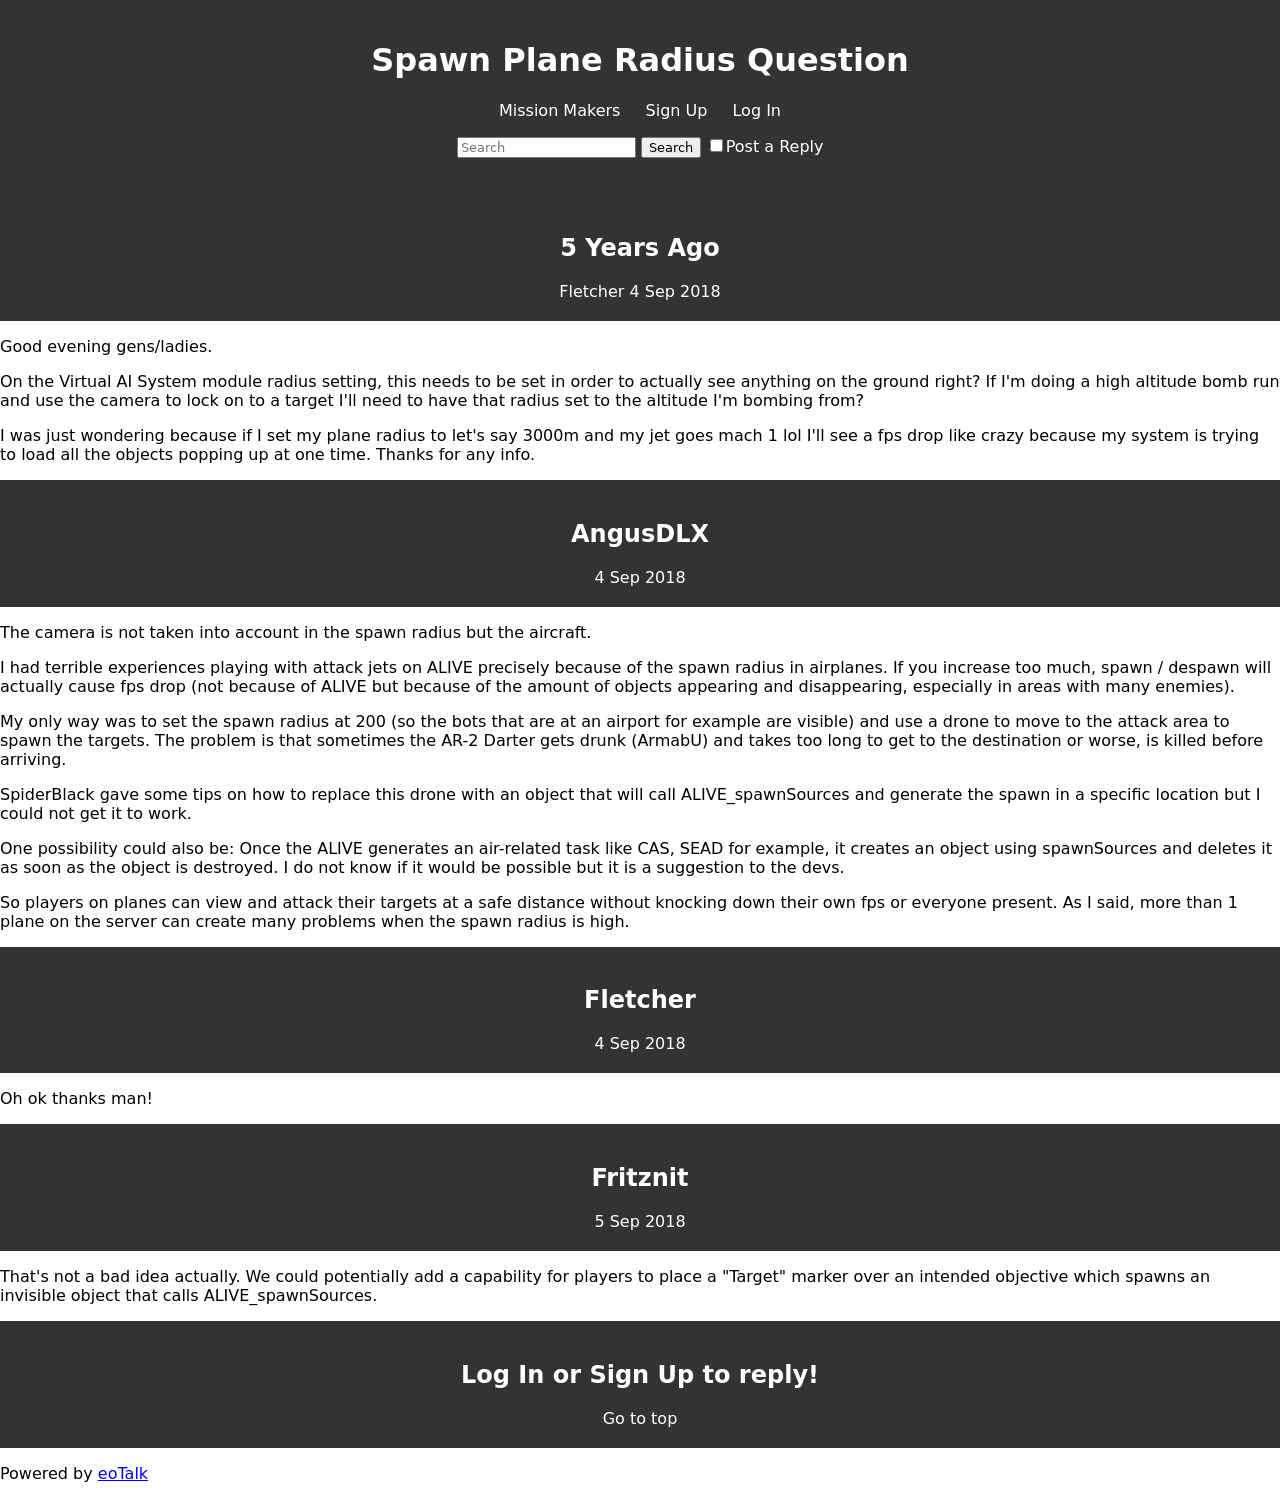 Spawn Plane Radius Question
Mission Makers Sign Up Log In
Search Search Post a Reply
5 Years Ago
Fletcher 4 Sep 2018
Good evening gens/ladies.
On the Virtual AI System module radius setting, this needs to be set in order to actually see anything on the ground right? If I'm doing a high altitude bomb run
and use the camera to lock on to a target I'll need to have that radius set to the altitude I'm bombing from?
I was just wondering because if I set my plane radius to let's say 3000m and my jet goes mach 1 lol I'll see a fps drop like crazy because my system is trying
to load all the objects popping up at one time. Thanks for any info.
AngusDLX
4 Sep 2018
The camera is not taken into account in the spawn radius but the aircraft.
I had terrible experiences playing with attack jets on ALIVE precisely because of the spawn radius in airplanes. If you increase too much, spawn / despawn will
actually cause fps drop (not because of ALIVE but because of the amount of objects appearing and disappearing, especially in areas with many enemies).
My only way was to set the spawn radius at 200 (so the bots that are at an airport for example are visible) and use a drone to move to the attack area to
spawn the targets. The problem is that sometimes the AR-2 Darter gets drunk (ArmabU) and takes too long to get to the destination or worse, is killed before
arriving.
SpiderBlack gave some tips on how to replace this drone with an object that will call ALIVE_spawnSources and generate the spawn in a specific location but I
could not get it to work.
One possibility could also be: Once the ALIVE generates an air-related task like CAS, SEAD for example, it creates an object using spawnSources and deletes it
as soon as the object is destroyed. I do not know if it would be possible but it is a suggestion to the devs.
So players on planes can view and attack their targets at a safe distance without knocking down their own fps or everyone present. As I said, more than 1
plane on the server can create many problems when the spawn radius is high.
Fletcher
4 Sep 2018
Oh ok thanks man!
Fritznit
5 Sep 2018
That's not a bad idea actually. We could potentially add a capability for players to place a "Target" marker over an intended objective which spawns an
invisible object that calls ALIVE_spawnSources.
Log In or Sign Up to reply!
Go to top
Powered by eoTalk